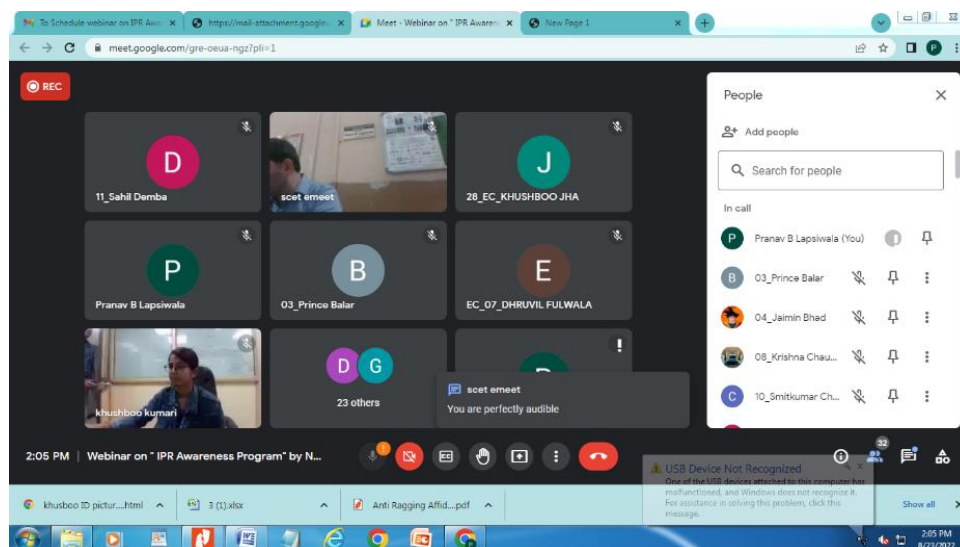 To Schedule webinar on IPR Awa
https://mail-attachment.google
Meet - Webinar on " IPR Awaren
New Page 1
meet.google.com/gre-oeua-ngz?pli=1
P
REC
D
11_Sahil Demba
scet emeet
J
28_EC_KHUSHBOO JHA
P
Pranav B Lapsiwala
B
03_Prince Balar
E
EC_07_DHRUVIL FULWALA
khushboo kumari
D G
23 others
scet emeet
You are perfectly audible
People
Add people
Search for people
In call
P Pranav B Lapsiwala (You)
B 03_Prince Balar
04_Jaimin Bhad
08_Krishna Chau...
C 10_Smitkumar Ch...
2:05 PM | Webinar on " IPR Awareness Program" by N...
32
USB Device Not Recognized
One of the USB devices attached to this computer has
malfunctioned, and Windows does not recognize it.
For assistance in solving this problem, click this
message.
khusboo ID pictur....html
3 (1).xlsx
Anti Ragging Affid....pdf
Show all
2:05 PM
8/23/2022